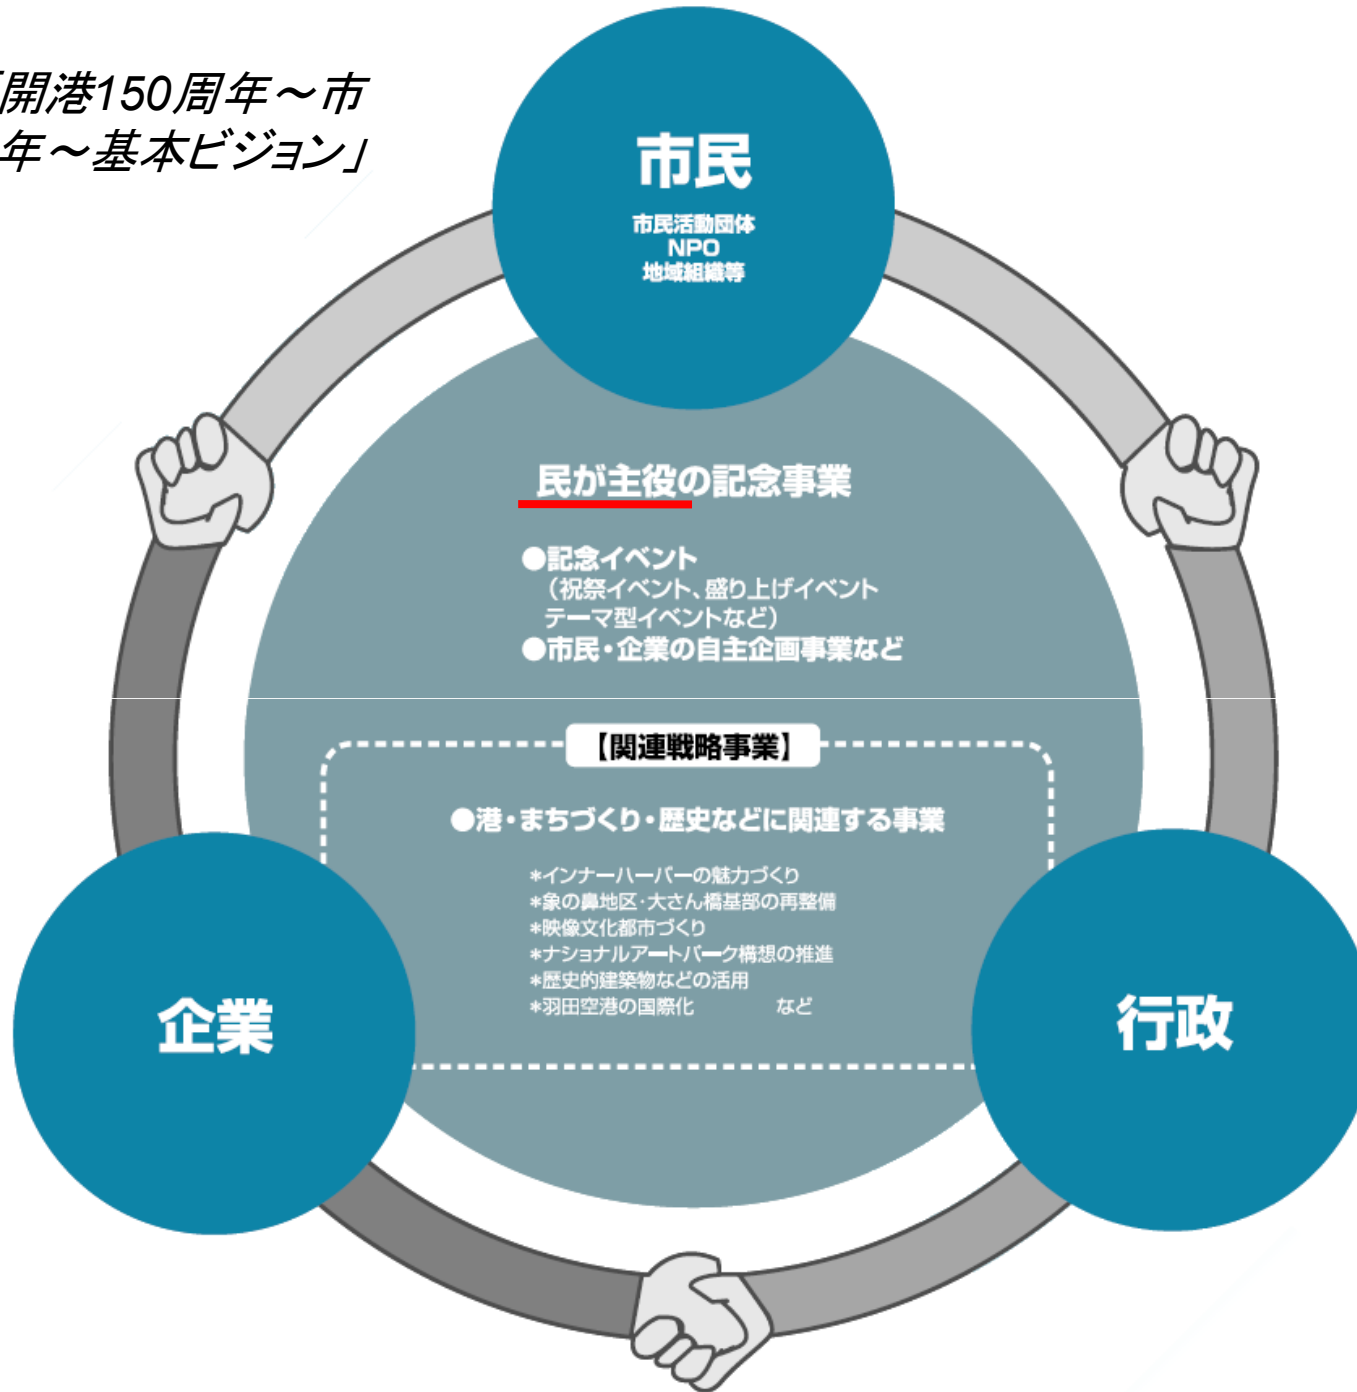 「開港150周年～市
年～基本ビジョン」
市民
市民活動団体
NPO
地域組織等
民が主役の記念事業
●記念イベント
（祝祭イベント、盛り上げイベント
テーマ型イベントなど）
●市民・企業の自主企画事業など
【関連戦略事業】
●港・まちづくり・歴史などに関連する事業
*インナーハーバーの魅力づくり
*象の鼻地区・大さん橋基部の再整備
*映像文化都市づくり
*ナショナルアートパーク構想の推進
*歴史的建築物などの活用
*羽田空港の国際化　　　など
企業
行政